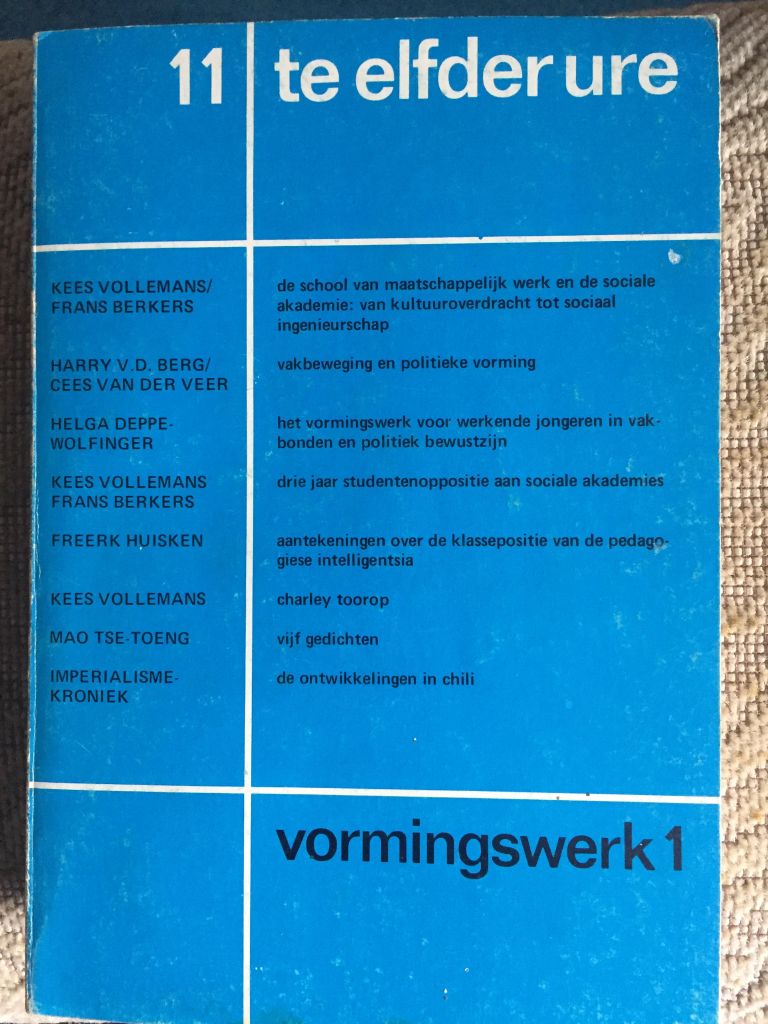 11 te elfder ure
KEES VOLLEMANS/ de school van maatschappelijk werk en de sociale
FRANS BERKERS akademie: van kultuuroverdracht tot sociaal
ingenieurschap
HARRY V.D. BERG/ vakbeweging en politieke vorming
CEES VAN DER VEER
HELGA DEPPE- het vormingswerk voor werkende jongeren in vak-
WOLFINGER bonden en politiek bewustzijn
KEES VOLLEMANS drie jaar studentenoppositie aan sociale akademies
FRANS BERKERS
FREERK HUISKEN aantekeningen over de klassepositie van de pedago-
giese intelligentsia
KEES VOLLEMANS charley toorop
MAO TSE-TOENG vijf gedichten
IMPERIALISME- de ontwikkelingen in chili
KRONIEK
vormingswerk 1